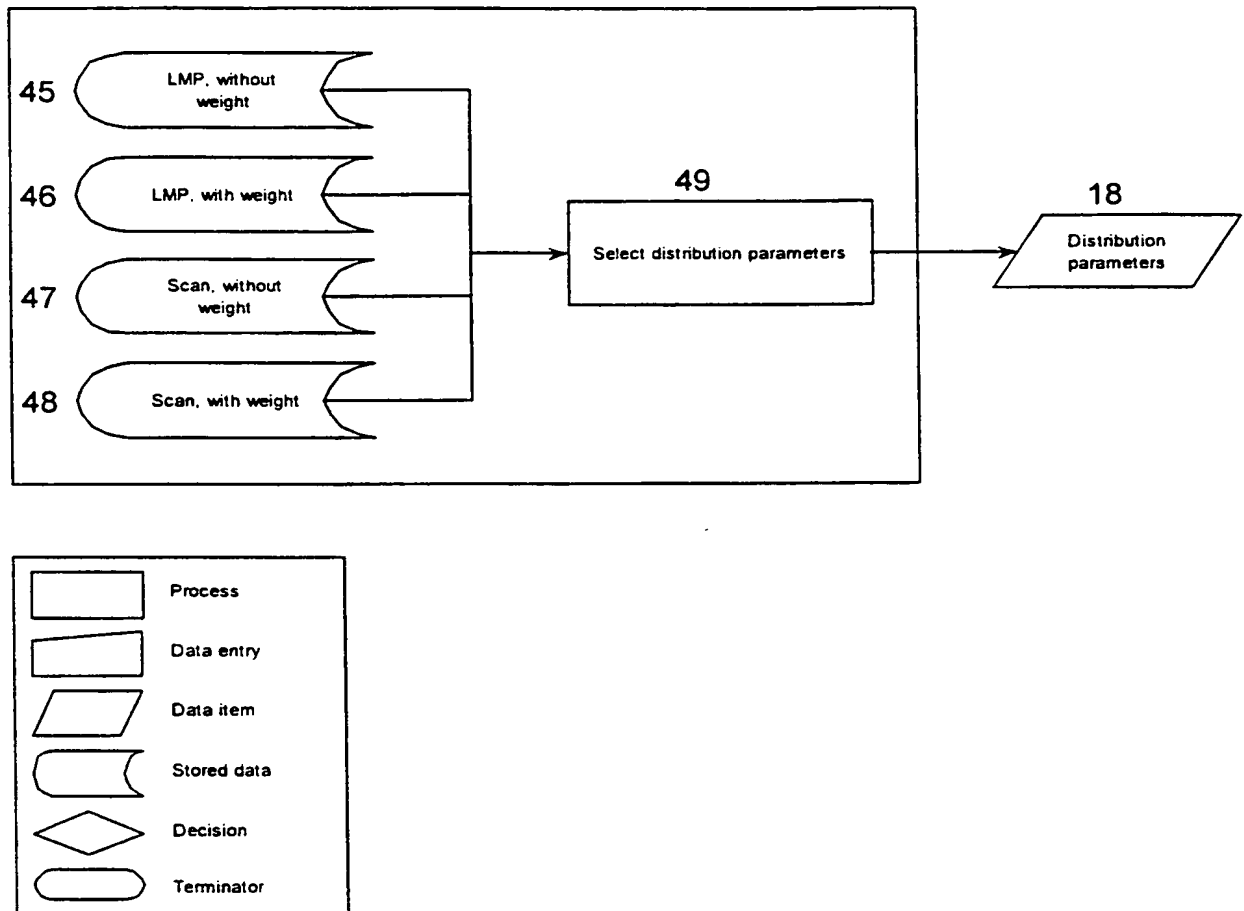 45
LMP, without
weight
46
LMP, with weight
47
Scan, without
weight
48
Scan, with weight
49
Select distribution parameters
18
Distribution
parameters
Process
Data entry
Data item
Stored data
Decision
Terminator